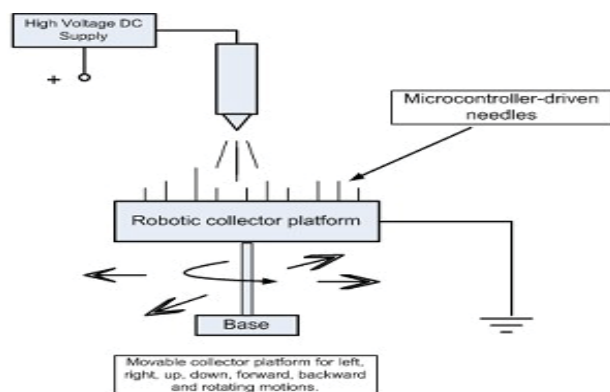 High Voltage DC
Supply
+
Microcontroller-driven
needles
Robotic collector platform
Base
Movable collector platform for left,
right, up, down, forward, backward
and rotating motions.